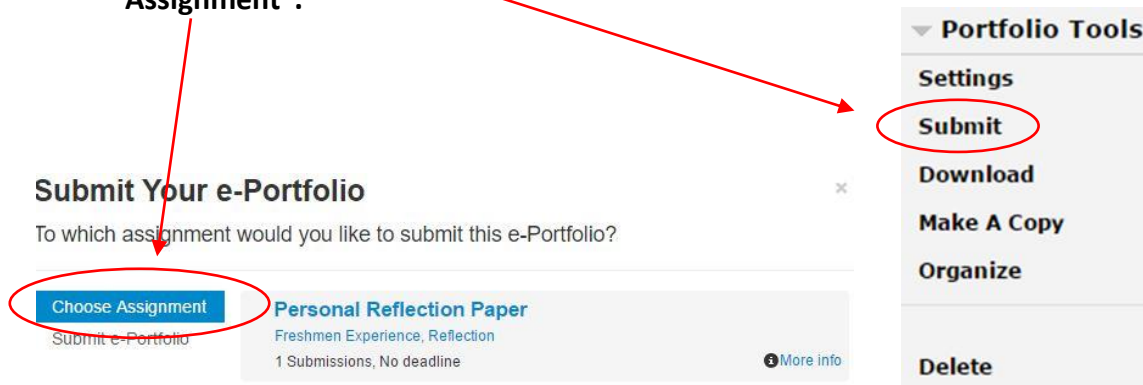 Assignment".
Portfolio Tools
Settings
Submit
Download
Make A Copy
Organize
Delete
Submit Your e-Portfolio
×
To which assignment would you like to submit this e-Portfolio?
Choose Assignment
Submit e-Portfolio
Personal Reflection Paper
Freshmen Experience, Reflection
1 Submissions, No deadline
More info